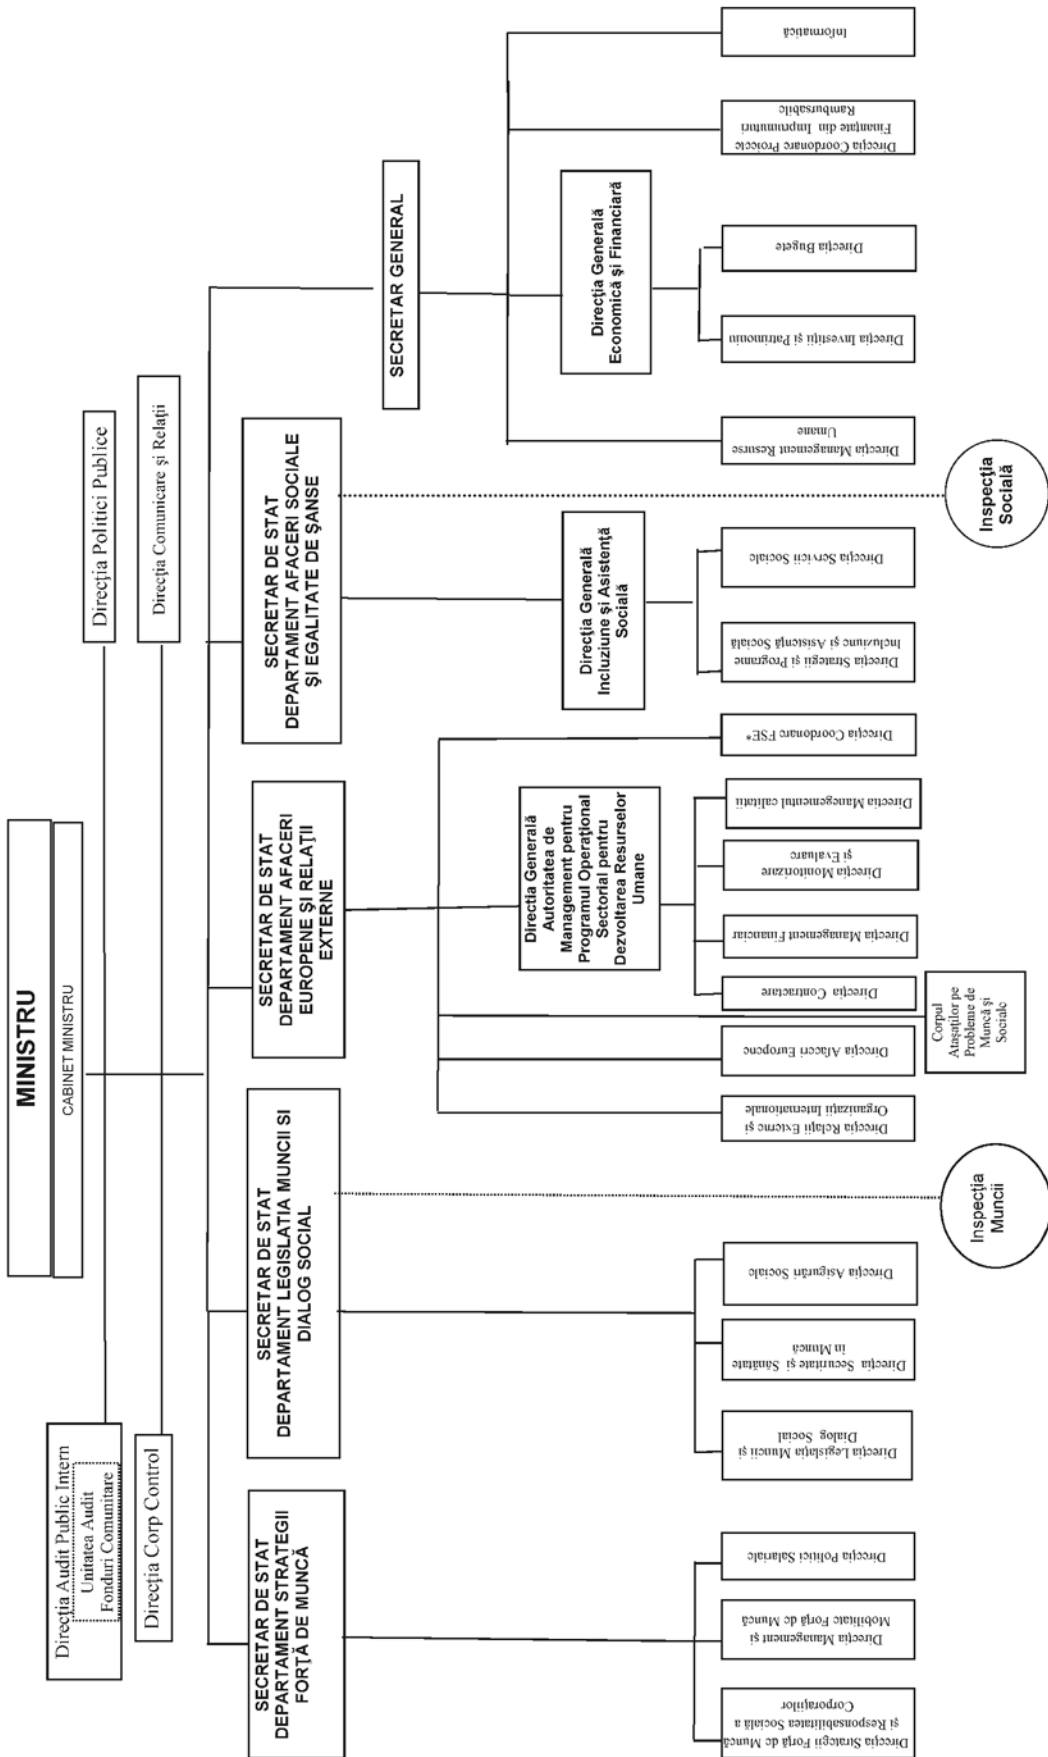 MINISTRU
CABINET MINISTRU
Direcția Audit Public Intern
Unitatea Audit
Fonduri Comunitare
Direcția Politici Publice
Direcția Corp Control
Direcția Comunicare și Relații
SECRETAR DE STAT
DEPARTAMENT STRATEGII
FORȚĂ DE MUNCĂ
SECRETAR DE STAT
DEPARTAMENT LEGISLATIA MUNCII SI
DIALOG SOCIAL
SECRETAR DE STAT
DEPARTAMENT AFACERI
EUROPENE ȘI RELAȚII
EXTERNE
SECRETAR DE STAT
DEPARTAMENT AFACERI SOCIALE
ȘI EGALITATE DE ȘANSE
SECRETAR GENERAL
Directia Generală
Autoritatea de
Management pentru
Programul Operațional
Sectorial pentru
Dezvoltarea Resurselor
Umane
Direcția Generală
Incluziune și Asistență
Socială
Direcția Generală
Economică și Financiară
Direcția Strategii Forță de Muncă
și Responsabilitatea Socială a
Corporațiilor
Direcția Management și
Mobilitate Forță de Muncă
Direcția Politici Salariale
Direcția Legislația Muncii și
Dialog Social
Direcția Securitate și Sănătate
în Muncă
Direcția Asigurări Sociale
Direcția Relații Externe și
Organizații Internationale
Direcția Afaceri Europene
Direcția Contractare
Direcția Management Financiar
Direcția Monitorizare
și Evaluare
Directia Manegementul calitatii
Direcția Coordonare FSE*
Direcția Strategii și Programe
Incluziune și Asistență Socială
Direcția Servicii Sociale
Direcția Management Resurse
Umane
Direcția Investiții și Patrimoniu
Direcția Bugete
Direcția Coordonare Proiecte
Finanțate din Imprumuturi
Rambursabile
Informatică
Inspecția
Muncii
Corpul
Atașaților pe
Probleme de
Muncă și
Sociale
Inspecția
Socială